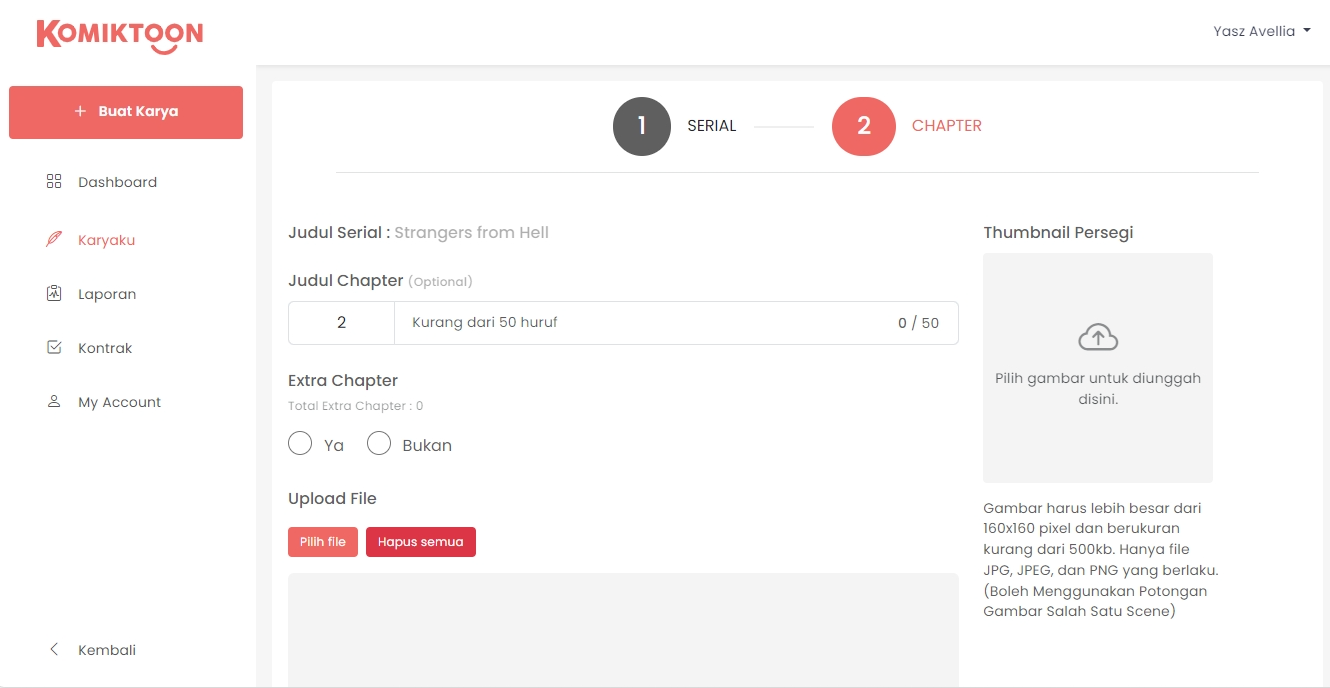 KOMIKTOON
Yasz Avellia
+ Buat Karya
Dashboard
Karyaku
Laporan
Kontrak
My Account
Kembali
1 SERIAL 2 CHAPTER
Judul Serial : Strangers from Hell
Judul Chapter (Optional)
2 Kurang dari 50 huruf 0 / 50
Extra Chapter
Total Extra Chapter : 0
Ya Bukan
Upload File
Pilih file Hapus semua
Thumbnail Persegi
Pilih gambar untuk diunggah
disini.
Gambar harus lebih besar dari
160x160 pixel dan berukuran
kurang dari 500kb. Hanya file
JPG, JPEG, dan PNG yang berlaku.
(Boleh Menggunakan Potongan
Gambar Salah Satu Scene)